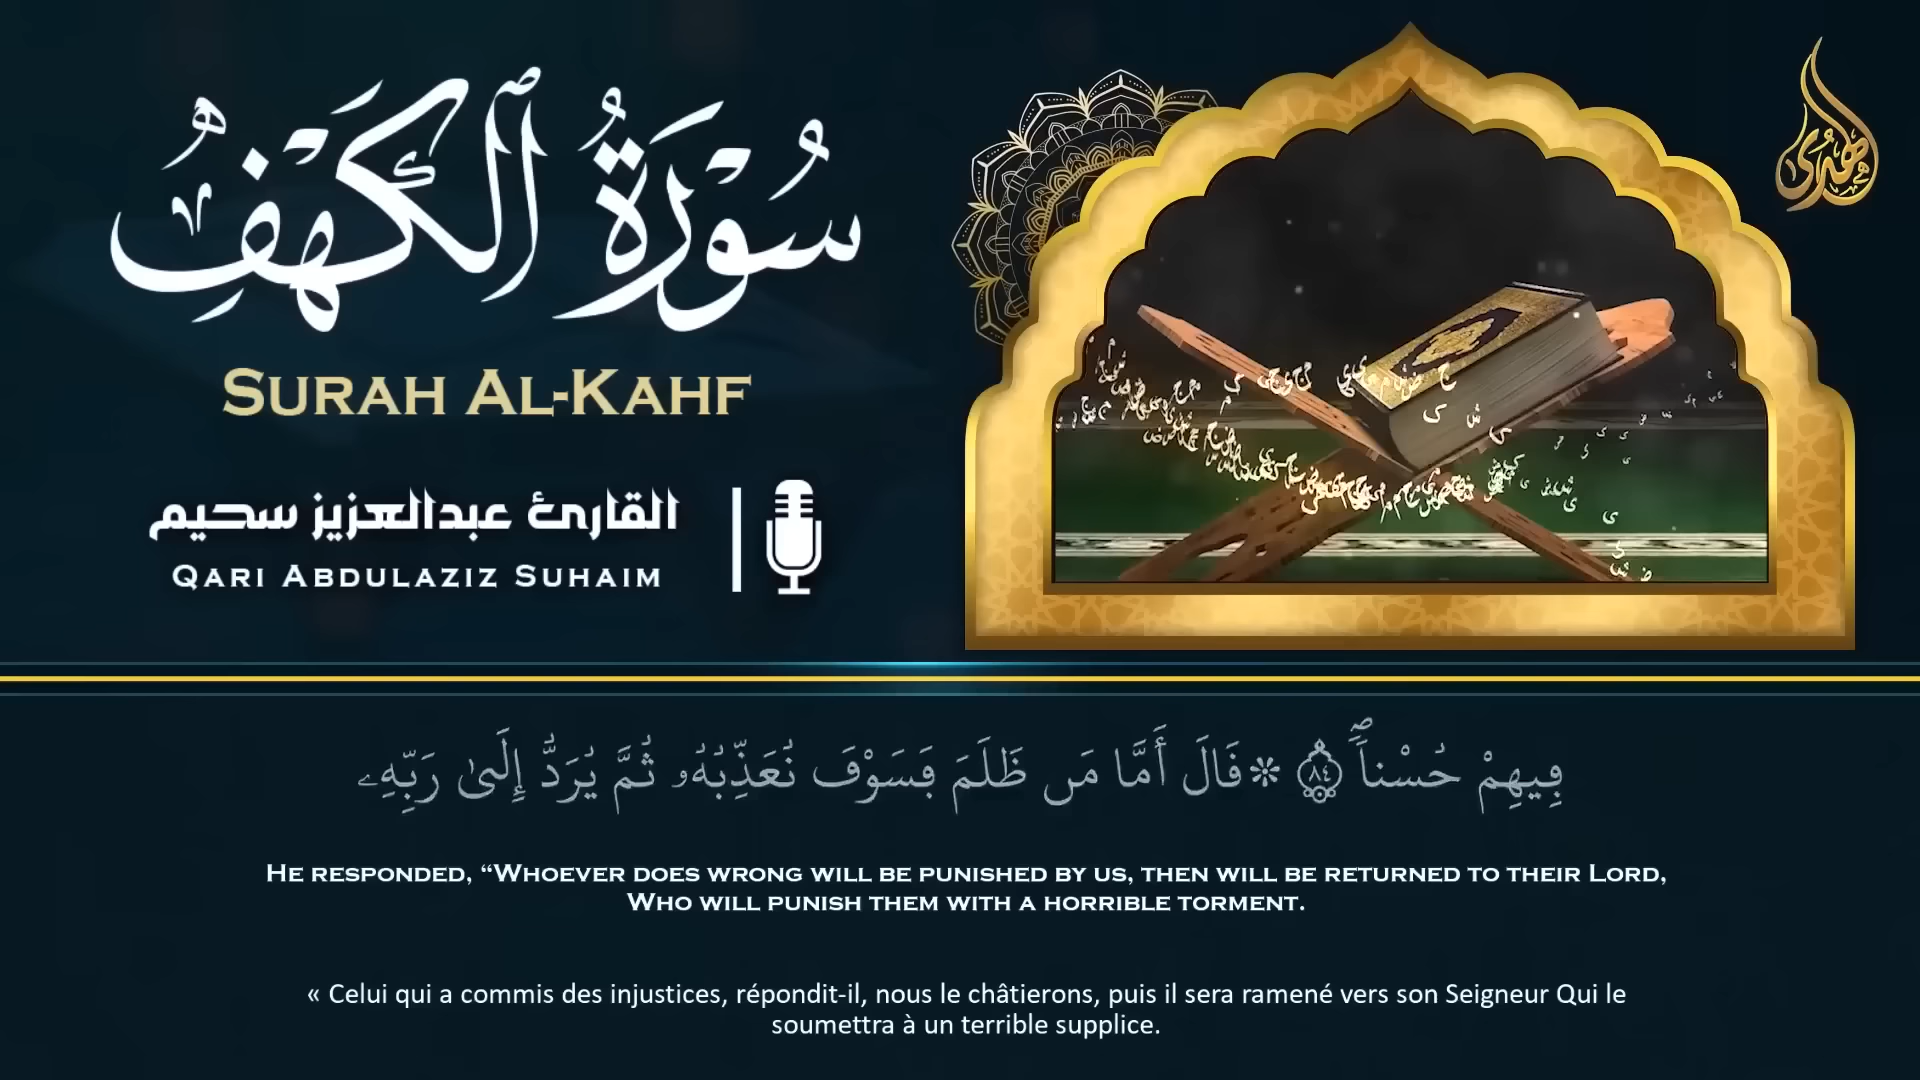 سُورَةُ ٱلْكَهْفِ
SURAH AL-KAHF
القارئ عبدالعزيز سحيم
QARI ABDULAZIZ SUHAIM
الهدى
فِيهِمْ حُسْناٗۖ ۝٨٤ ۞قَالَ أَمَّا مَن ظَلَمَ فَسَوْفَ نُعَذِّبُهُۥ ثُمَّ يُرَدُّ إِلَىٰ رَبِّهِۦ
HE RESPONDED, “WHOEVER DOES WRONG WILL BE PUNISHED BY US, THEN WILL BE RETURNED TO THEIR LORD,
WHO WILL PUNISH THEM WITH A HORRIBLE TORMENT.
« Celui qui a commis des injustices, répondit-il, nous le châtierons, puis il sera ramené vers son Seigneur Qui le
soumettra à un terrible supplice.